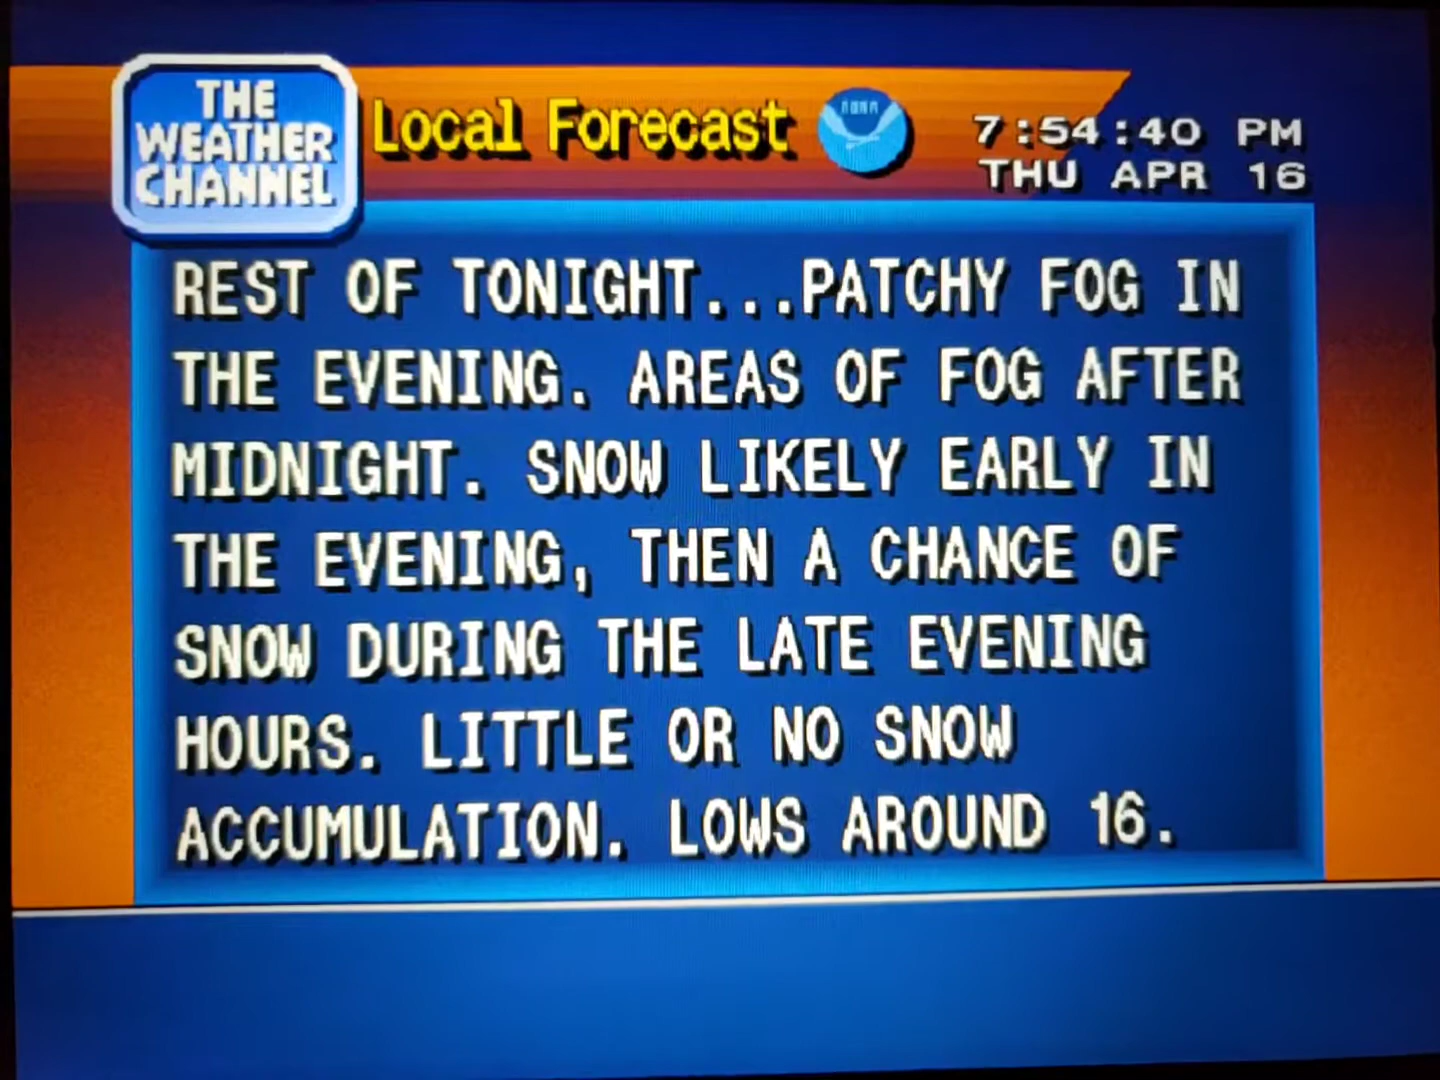 THE
WEATHER
CHANNEL
Local Forecast
NOAA
7:54:40 PM
THU APR 16
REST OF TONIGHT...PATCHY FOG IN
THE EVENING. AREAS OF FOG AFTER
MIDNIGHT. SNOW LIKELY EARLY IN
THE EVENING, THEN A CHANCE OF
SNOW DURING THE LATE EVENING
HOURS. LITTLE OR NO SNOW
ACCUMULATION. LOWS AROUND 16.